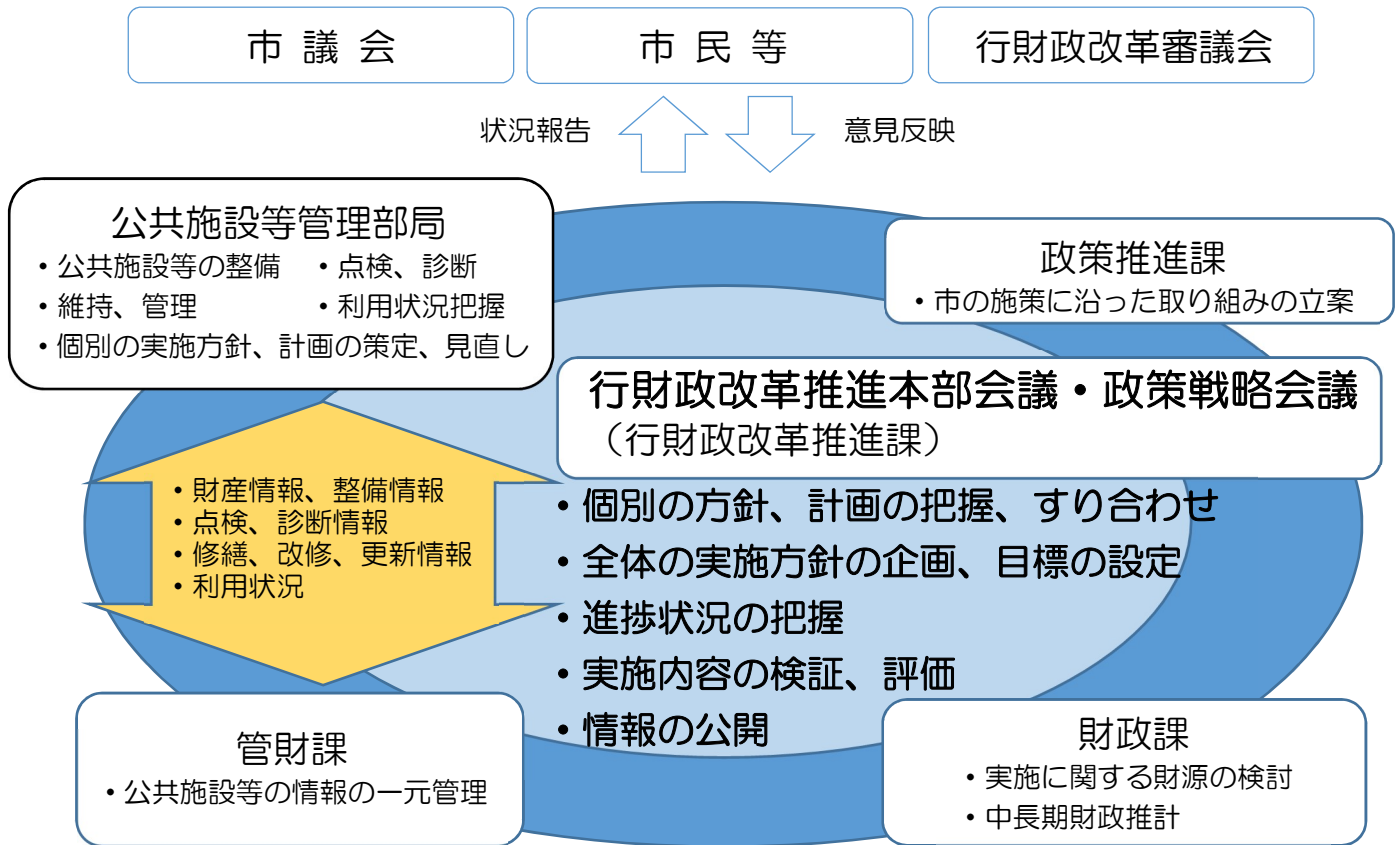 市 議 会
市 民 等
行財政改革審議会
状況報告
意見反映
公共施設等管理部局
・公共施設等の整備 ・点検、診断
・維持、管理 ・利用状況把握
・個別の実施方針、計画の策定、見直し
政策推進課
・市の施策に沿った取り組みの立案
行財政改革推進本部会議・政策戦略会議
（行財政改革推進課）
・個別の方針、計画の把握、すり合わせ
・全体の実施方針の企画、目標の設定
・進捗状況の把握
・実施内容の検証、評価
・情報の公開
・財産情報、整備情報
・点検、診断情報
・修繕、改修、更新情報
・利用状況
管財課
・公共施設等の情報の一元管理
財政課
・実施に関する財源の検討
・中長期財政推計